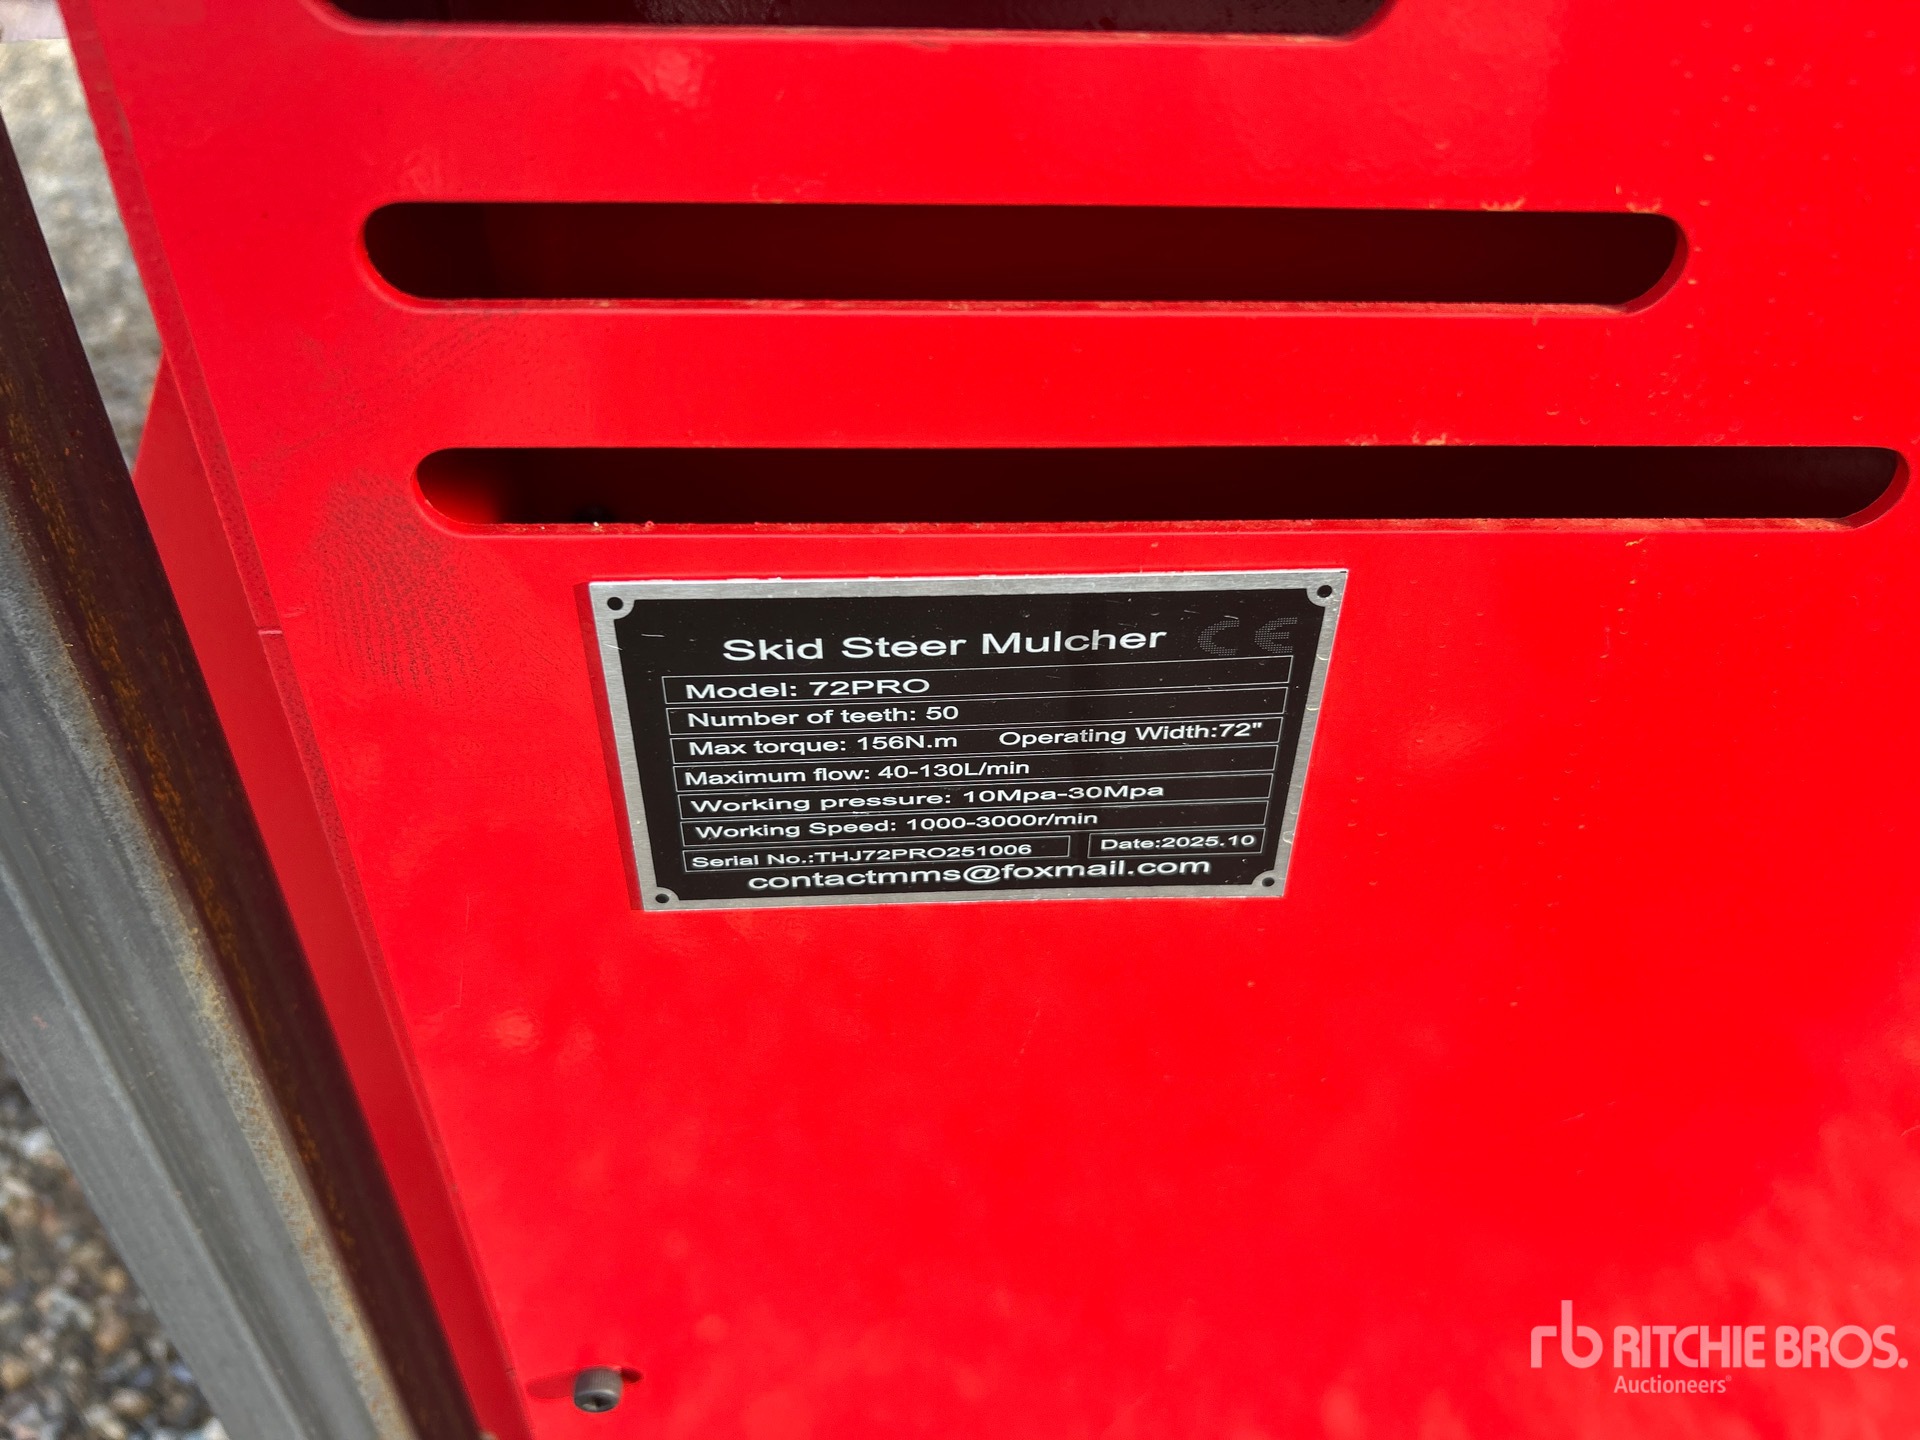 Skid Steer Mulcher CE
Model: 72PRO
Number of teeth: 50
Max torque: 156N.m Operating Width:72"
Maximum flow: 40-130L/min
Working pressure: 10Mpa-30Mpa
Working Speed: 1000-3000r/min
Serial No.:THJ72PRO251006 Date:2025.10
contactmms@foxmail.com
rb RITCHIE BROS.
Auctioneers